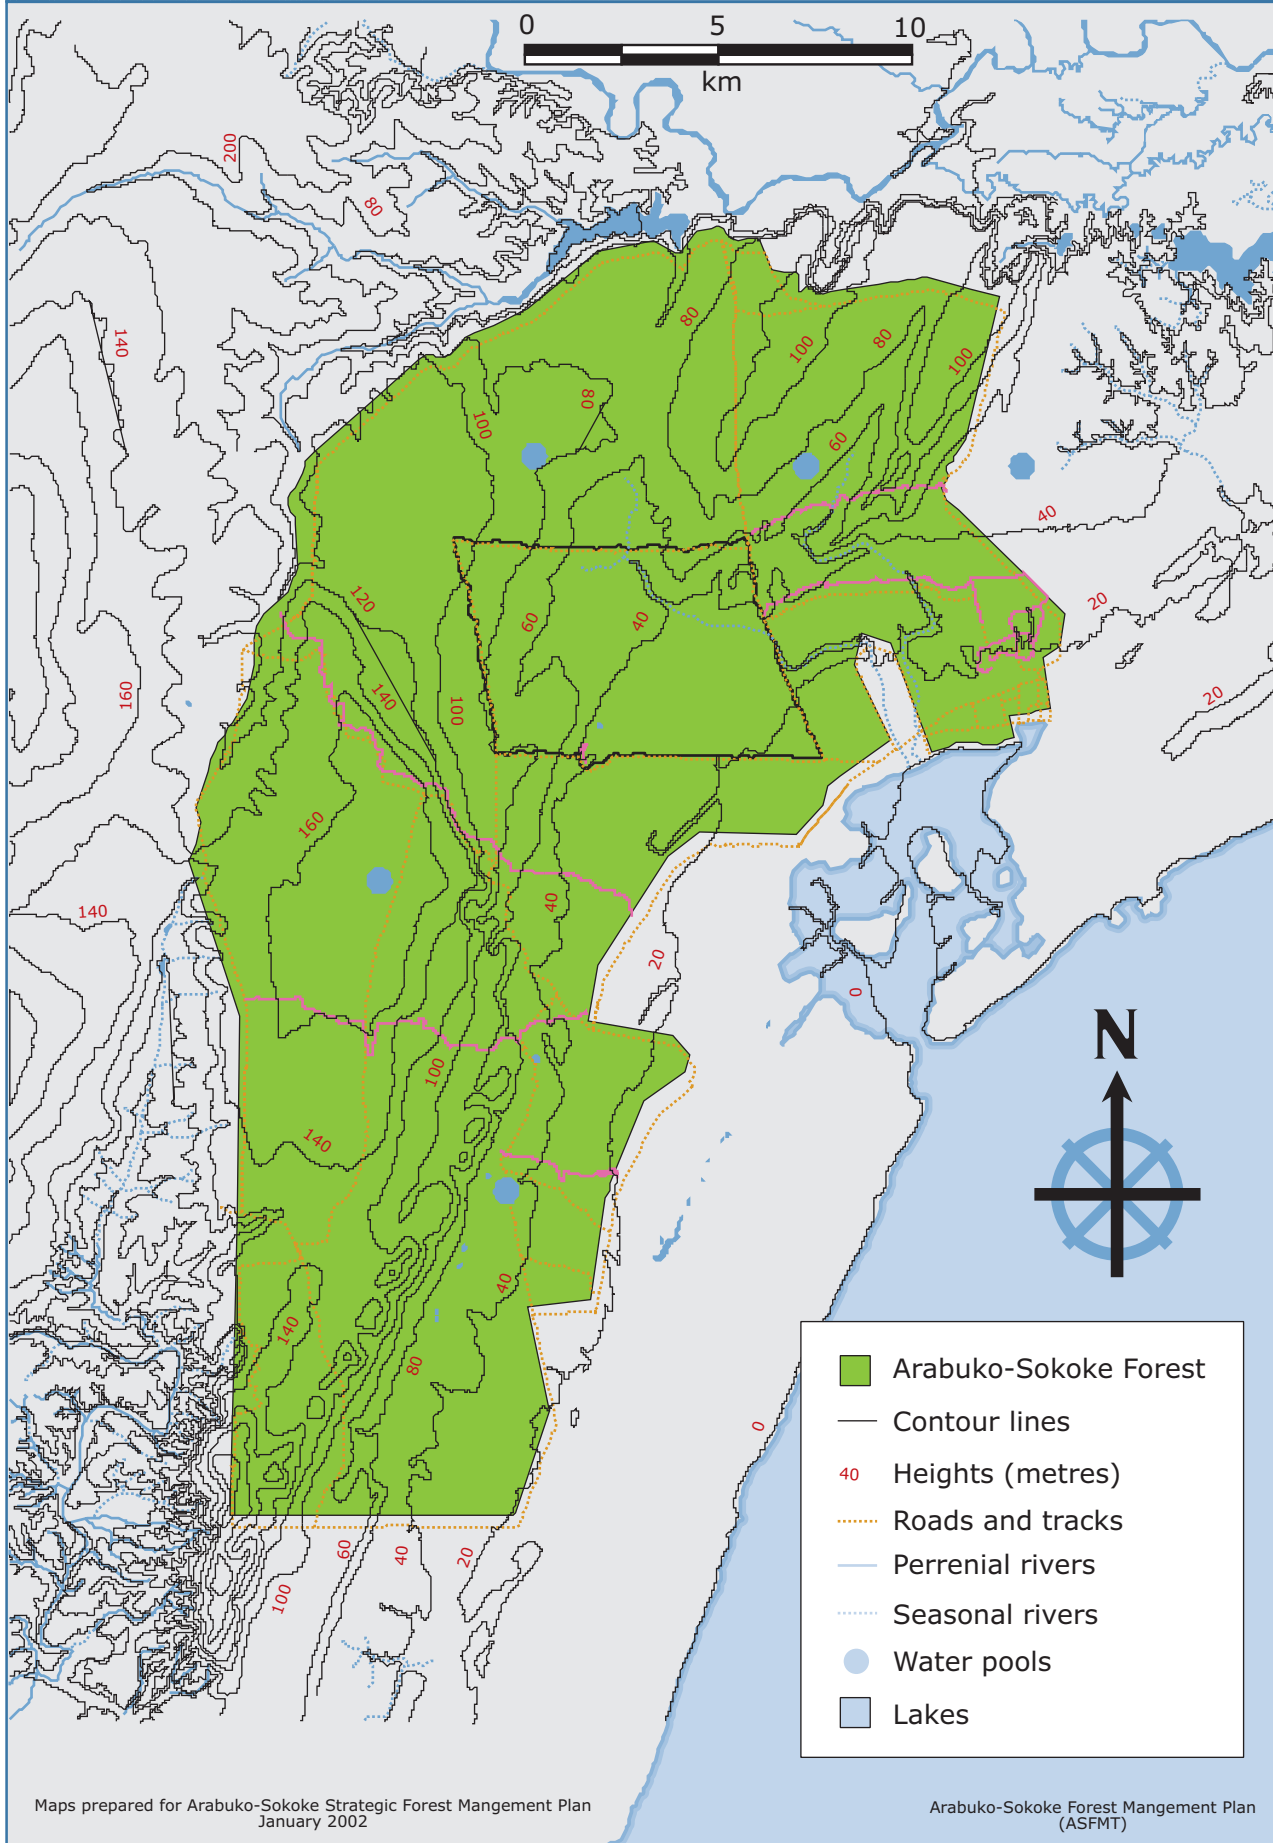 0 5 10
km
200
80
140
80
100
80
100
80
100
60
40
120
60
40
20
160
140
100
20
160
140
40
20
0
100
140
40
140
80
0
60
40
20
100
N
Arabuko-Sokoke Forest
Contour lines
40 Heights (metres)
Roads and tracks
Perrenial rivers
Seasonal rivers
Water pools
Lakes
Maps prepared for Arabuko-Sokoke Strategic Forest Mangement Plan
January 2002
Arabuko-Sokoke Forest Mangement Plan
(ASFMT)